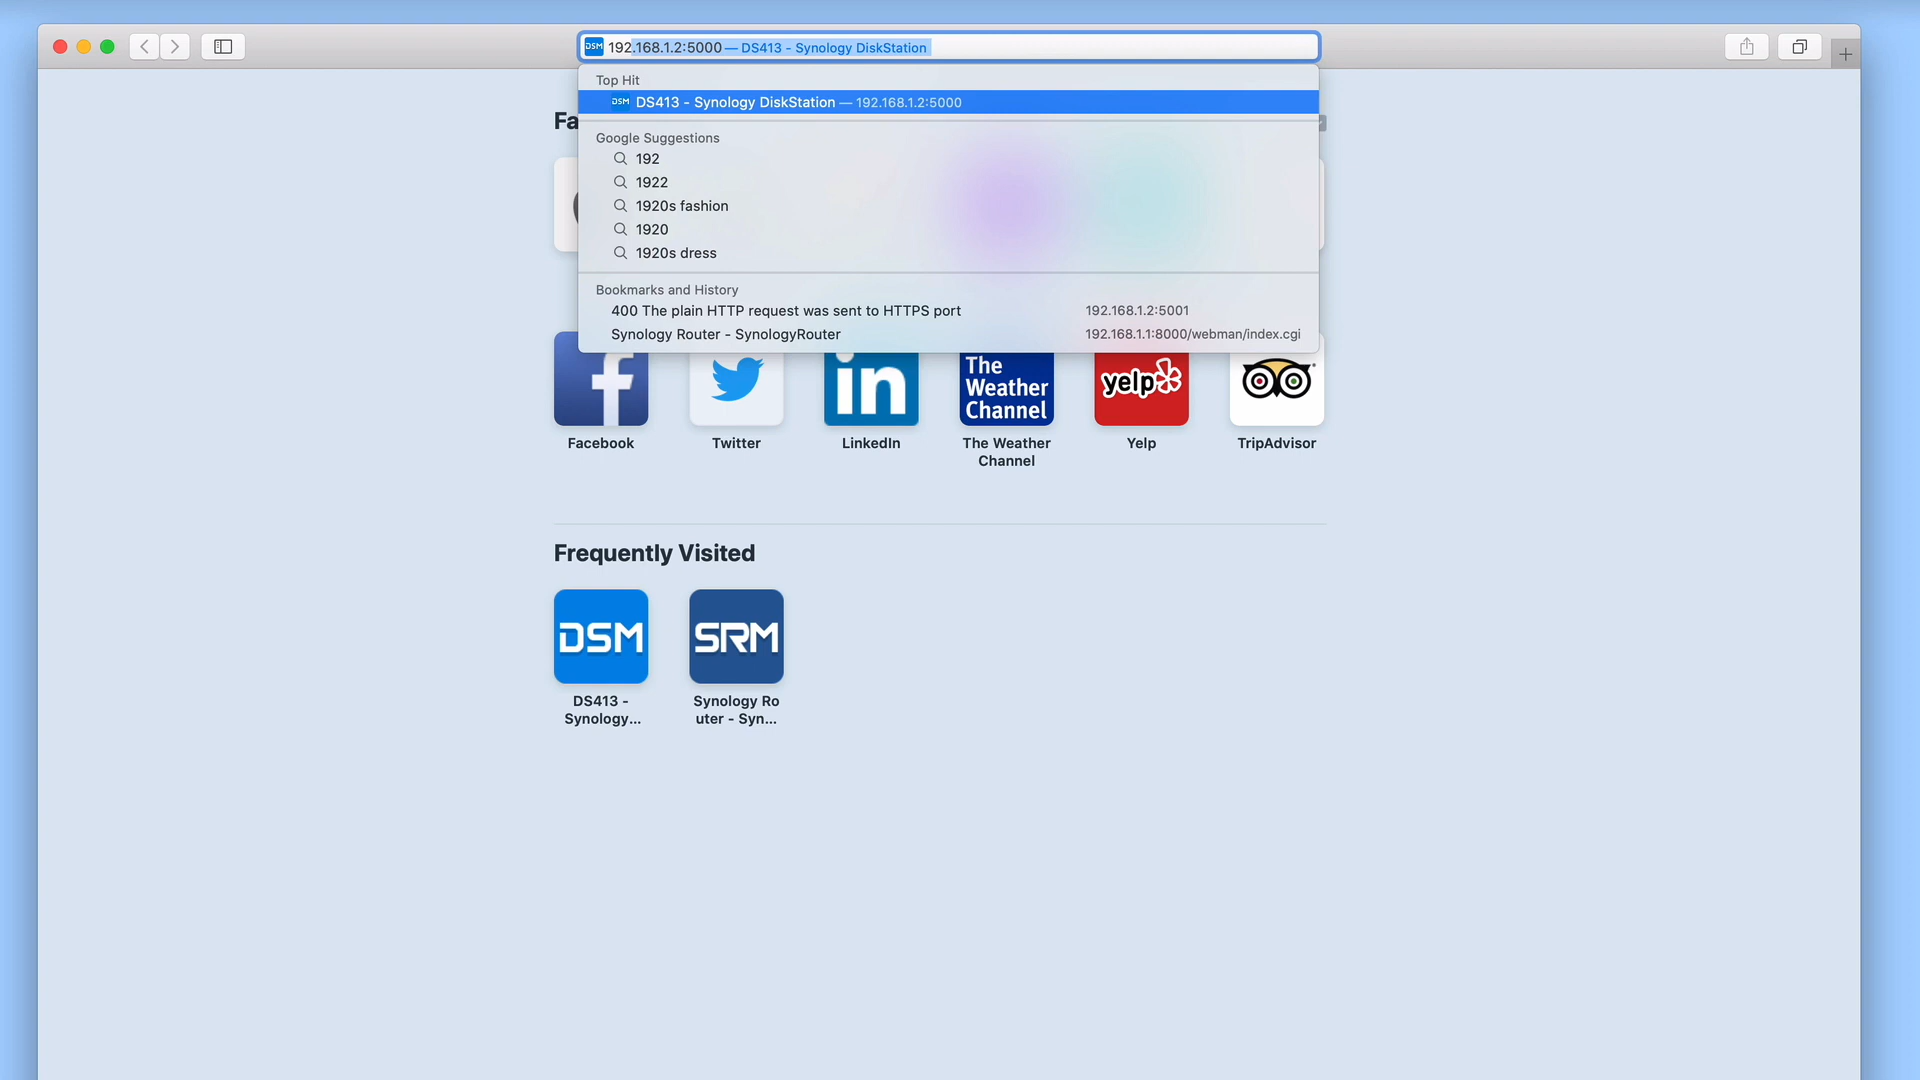 DSM 192.168.1.2:5000 — DS413 - Synology DiskStation
Top Hit
DSM DS413 - Synology DiskStation — 192.168.1.2:5000
Fa
Google Suggestions
192
1922
1920s fashion
1920
1920s dress
Bookmarks and History
400 The plain HTTP request was sent to HTTPS port 192.168.1.2:5001
Synology Router - SynologyRouter 192.168.1.1:8000/webman/index.cgi
f
in
The
Weather
Channel
yelp
Facebook
Twitter
LinkedIn
The Weather
Channel
Yelp
TripAdvisor
Frequently Visited
DSM
SRM
DS413 -
Synology...
Synology Ro
uter - Syn...